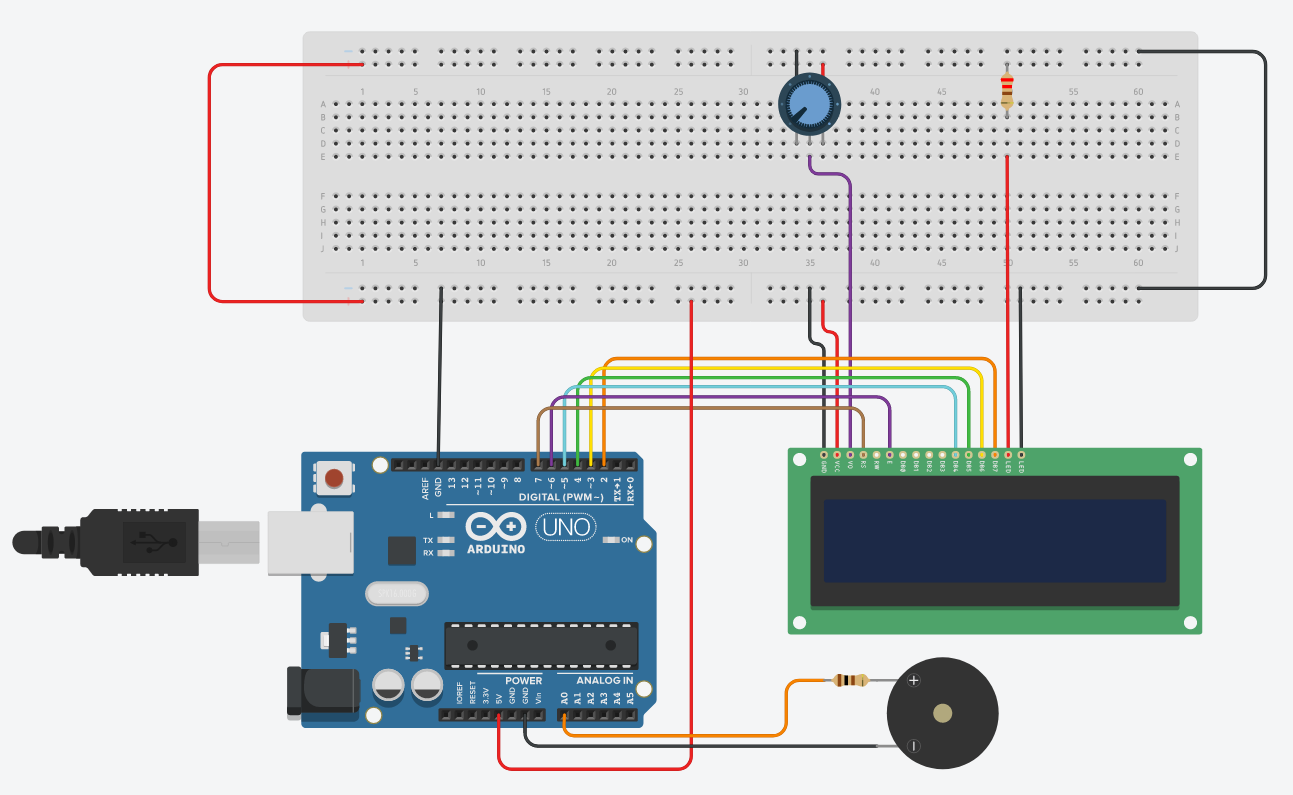 1 5 10 15 20 25 30 35 40 45 50 55 60
A A
B B
C C
D D
E E
F F
G G
H H
I I
J J
1 5 10 15 20 25 30 35 40 45 50 55 60
GND VCC V0 RS RW E DB0 DB1 DB2 DB3 DB4 DB5 DB6 DB7 LED LED
AREF GND 13 12 ~11 ~10 ~9 8 7 ~6 ~5 4 ~3 2 TX→1 RX←0
DIGITAL (PWM~)
L
TX
RX
ARDUINO
UNO
ON
POWER
ANALOG IN
IOREF RESET 3.3V 5V GND GND Vin A0 A1 A2 A3 A4 A5